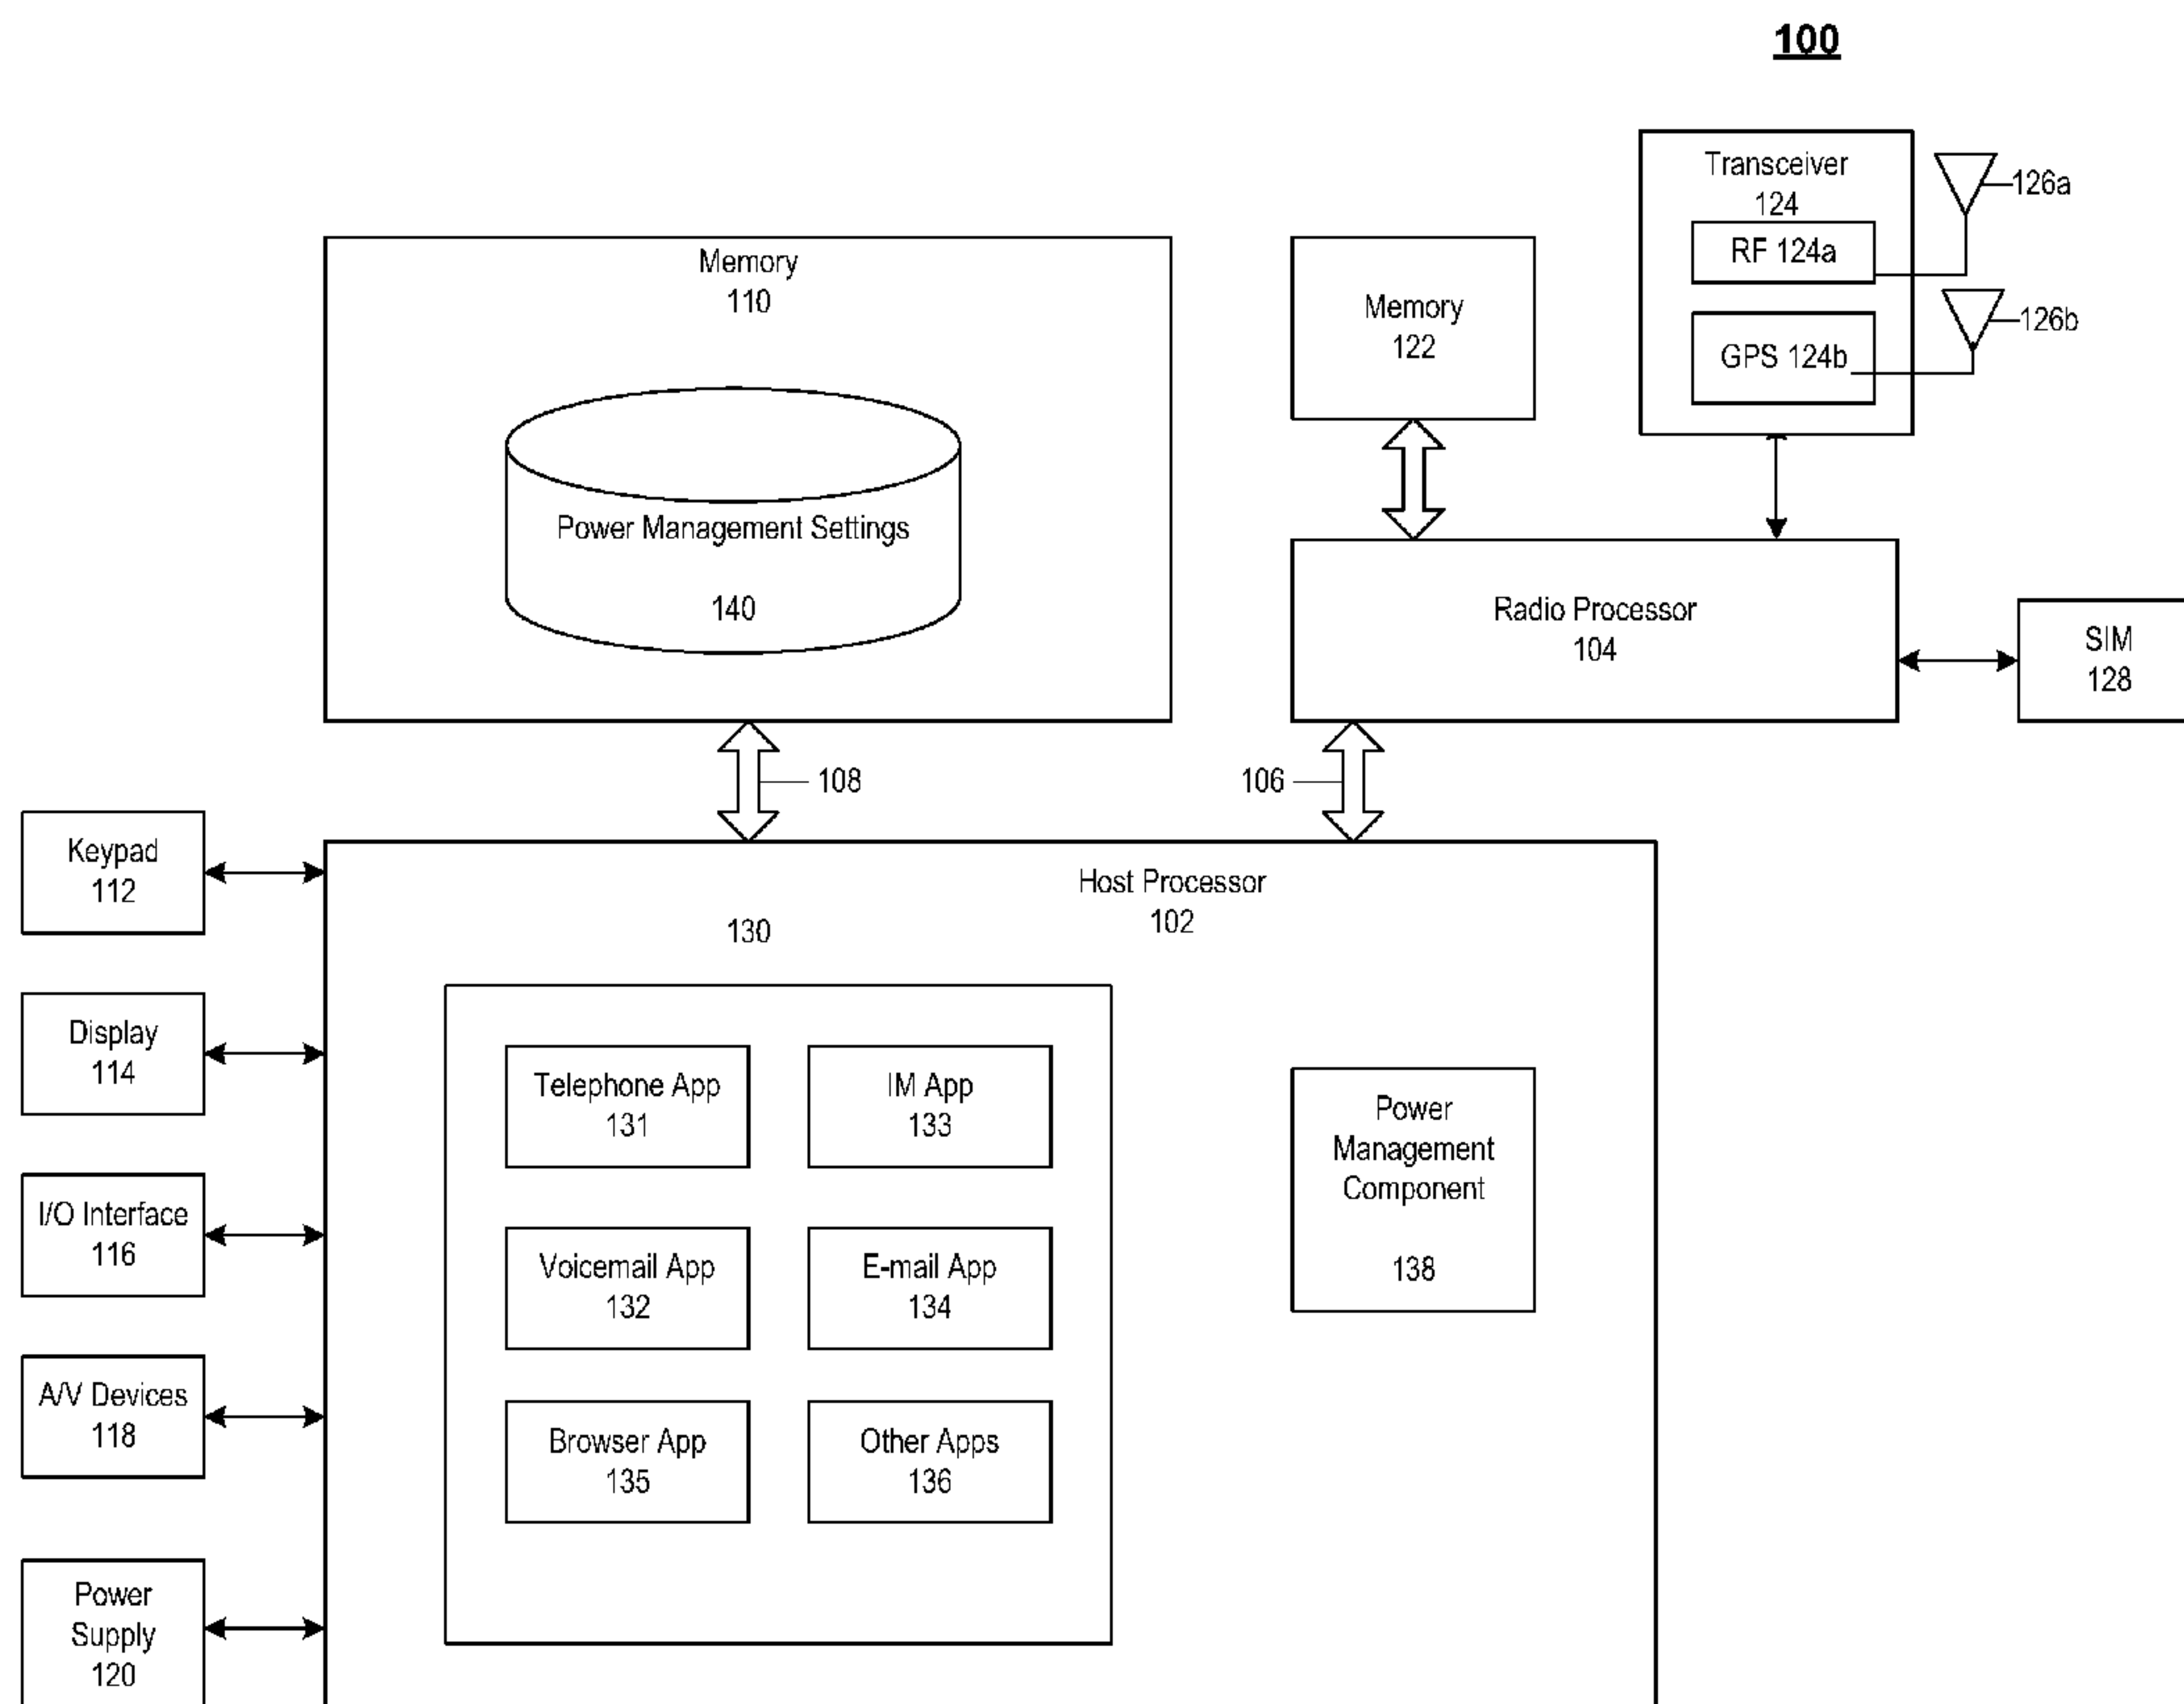 100
Transceiver
124
RF 124a
GPS 124b
126a
126b
Memory
110
Power Management Settings
140
Memory
122
Radio Processor
104
SIM
128
108
106
Keypad
112
Display
114
I/O Interface
116
A/V Devices
118
Power
Supply
120
Host Processor
102
130
Telephone App
131
IM App
133
Voicemail App
132
E-mail App
134
Browser App
135
Other Apps
136
Power
Management
Component
138